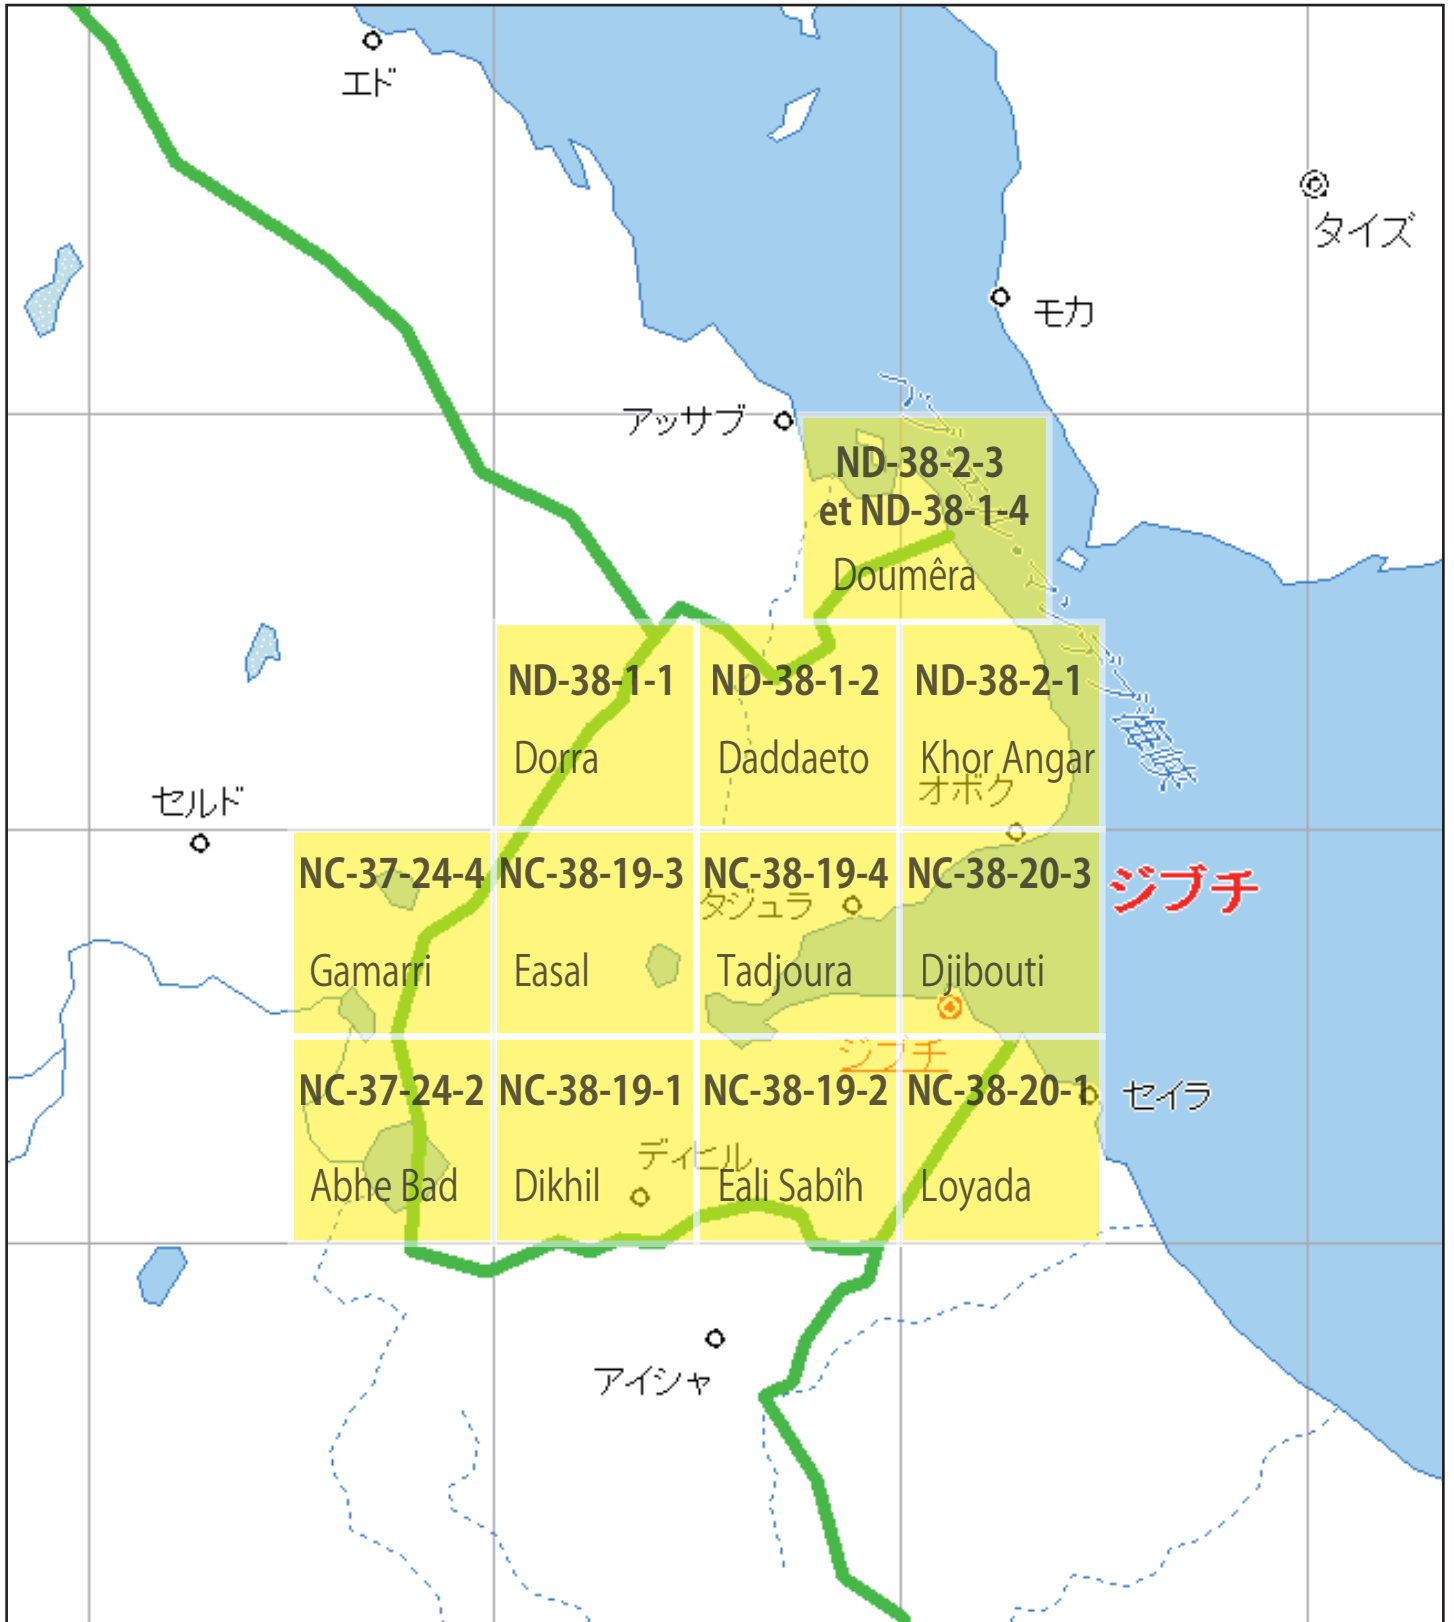 エド
タイズ
モカ
アッサブ
ND-38-2-3
et ND-38-1-4
Doumêra
ND-38-1-1
Dorra
ND-38-1-2
Daddaeto
ND-38-2-1
Khor Angar
オボク
セルド
NC-37-24-4
Gamarri
NC-38-19-3
Easal
NC-38-19-4
タジュラ
Tadjoura
NC-38-20-3
Djibouti
ジブチ
ジブチ
NC-37-24-2
Abhe Bad
NC-38-19-1
Dikhil
ディヒル
NC-38-19-2
Eali Sabîh
NC-38-20-1
Loyada
セイラ
アイシャ